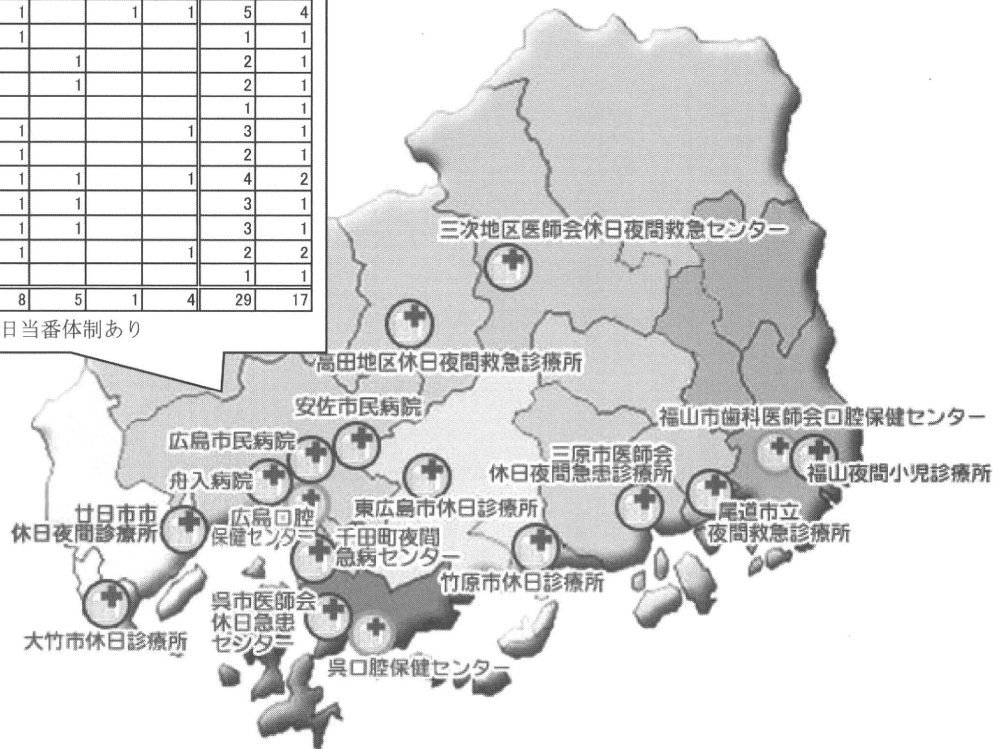 1 1 1 5 4
1 1 1
1 2 1
1 2 1
1 1
1 1 3 1
1 2 1
1 1 1 4 2
1 1 3 1
1 1 3 1
1 1 2 2
1 1
8 5 1 4 29 17
日当番体制あり
三次地区医師会休日夜間救急センター
高田地区休日夜間救急診療所
安佐市民病院
広島市民病院
舟入病院
廿日市市
休日夜間診療所
広島口腔
保健センター
千田町夜間
急病センター
東広島市休日診療所
三原市医師会
休日夜間急患診療所
福山市歯科医師会口腔保健センター
福山夜間小児診療所
尾道市立
夜間救急診療所
竹原市休日診療所
呉市医師会
休日急患
センター
大竹市休日診療所
呉口腔保健センター